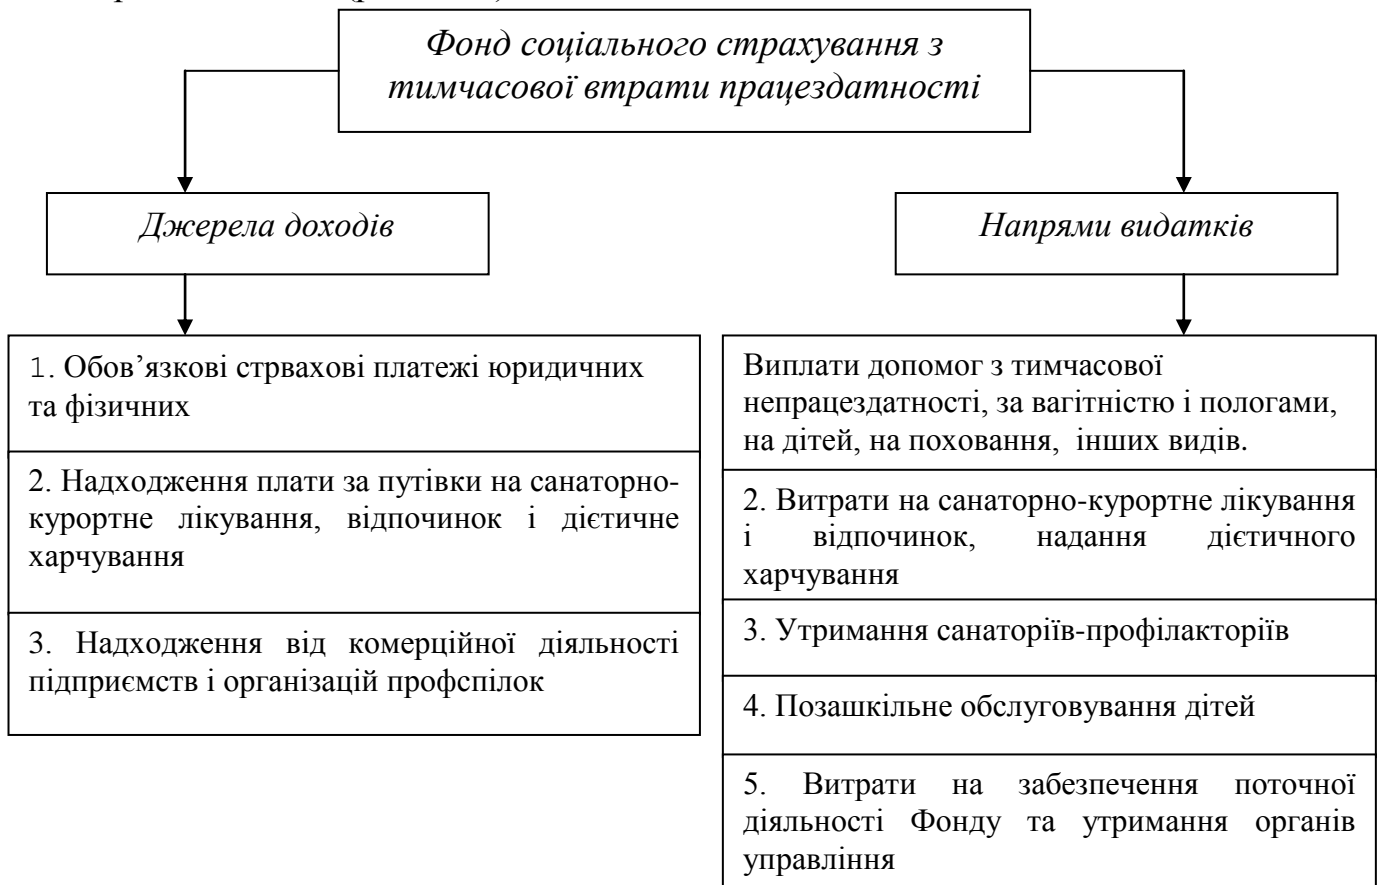 Фонд соціального страхування з
тимчасової втрати працездатності
Джерела доходів
Напрями видатків
1. Обов’язкові стрвахові платежі юридичних
та фізичних
2. Надходження плати за путівки на санаторно-
курортне лікування, відпочинок і дієтичне
харчування
3. Надходження від комерційної діяльності
підприємств і організацій профспілок
Виплати допомог з тимчасової
непрацездатності, за вагітністю і пологами,
на дітей, на поховання, інших видів.
2. Витрати на санаторно-курортне лікування
і відпочинок, надання дієтичного
харчування
3. Утримання санаторіїв-профілакторіїв
4. Позашкільне обслуговування дітей
5. Витрати на забезпечення поточної
діяльності Фонду та утримання органів
управління